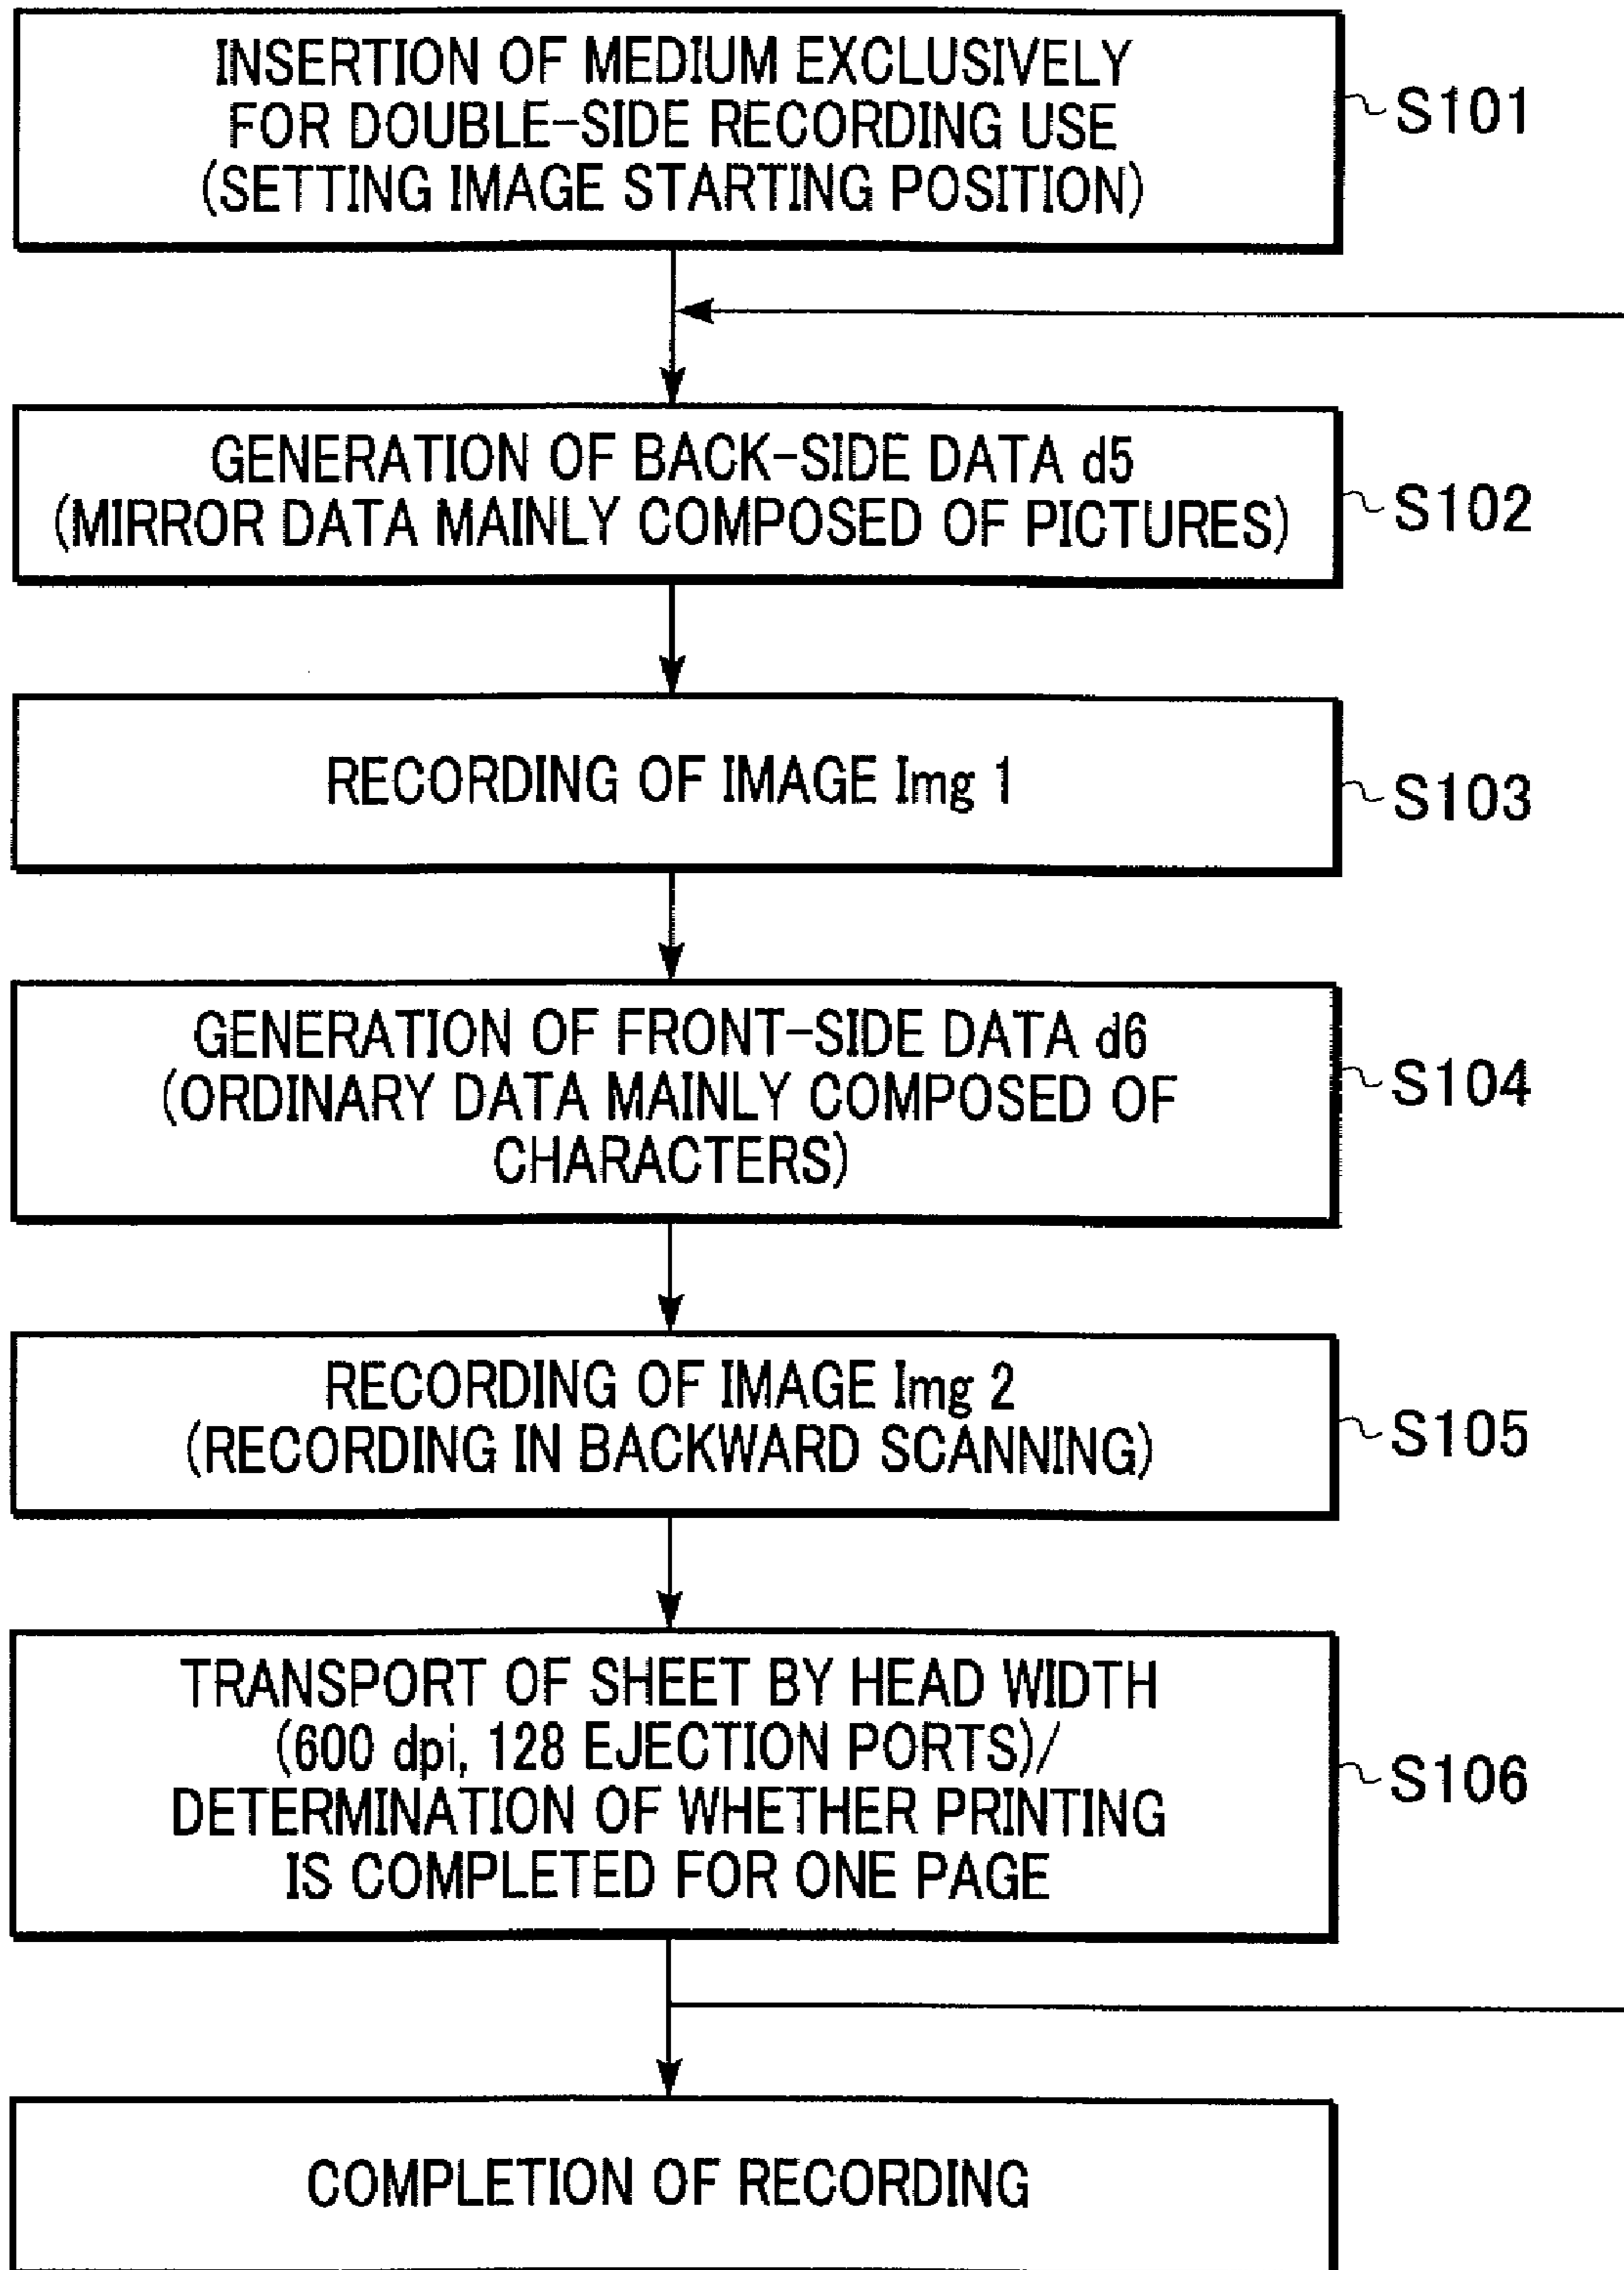 INSERTION OF MEDIUM EXCLUSIVELY
FOR DOUBLE-SIDE RECORDING USE
(SETTING IMAGE STARTING POSITION)
S101
GENERATION OF BACK-SIDE DATA d5
(MIRROR DATA MAINLY COMPOSED OF PICTURES)
S102
RECORDING OF IMAGE Img 1
S103
GENERATION OF FRONT-SIDE DATA d6
(ORDINARY DATA MAINLY COMPOSED OF
CHARACTERS)
S104
RECORDING OF IMAGE Img 2
(RECORDING IN BACKWARD SCANNING)
S105
TRANSPORT OF SHEET BY HEAD WIDTH
(600 dpi, 128 EJECTION PORTS)/
DETERMINATION OF WHETHER PRINTING
IS COMPLETED FOR ONE PAGE
S106
COMPLETION OF RECORDING